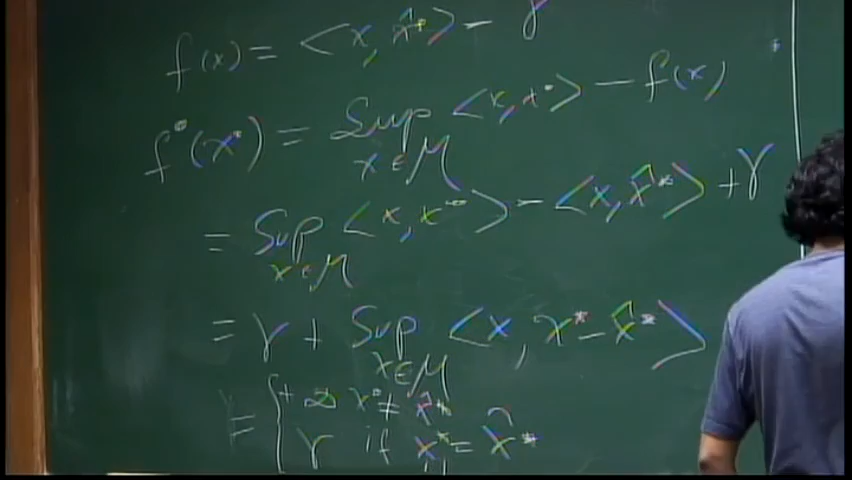 f(x) = <x, x̂*> - γ
f*(x*) = Sup <x, x*> - f(x)
x ∈ M
= Sup <x, x*> - <x, x̂*> + γ
x ∈ M
= γ + Sup <x, x* - x̂*>
x ∈ M
= { +∞ x* ≠ x̂*
γ if x* = x̂*